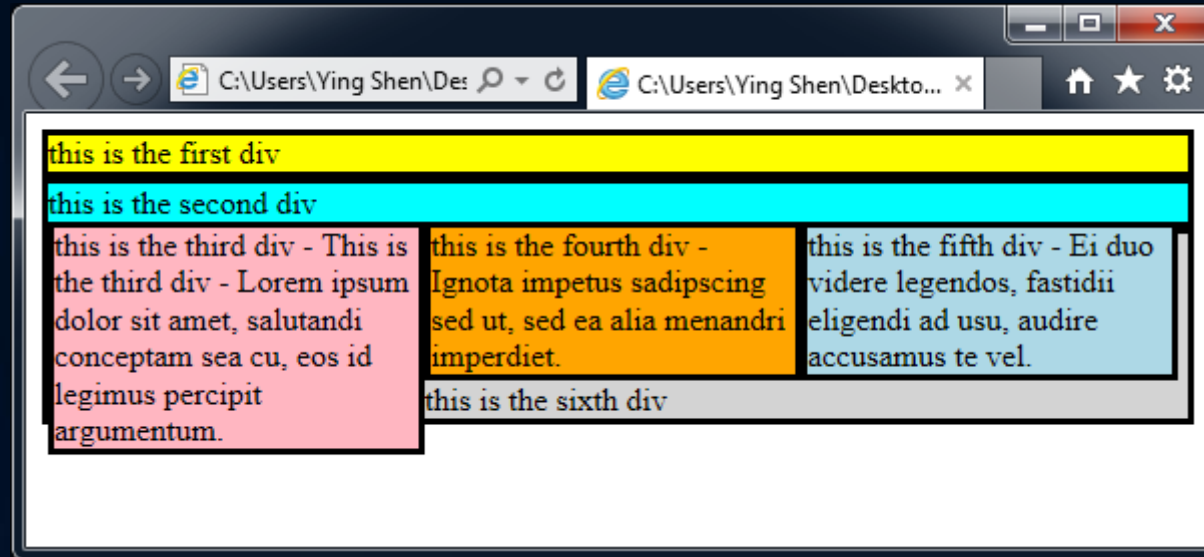 C:\Users\Ying Shen\Des
C:\Users\Ying Shen\Deskto...
this is the first div
this is the second div
this is the third div - This is
the third div - Lorem ipsum
dolor sit amet, salutandi
conceptam sea cu, eos id
legimus percipit
argumentum.
this is the fourth div -
Ignota impetus sadipscing
sed ut, sed ea alia menandri
imperdiet.
this is the fifth div - Ei duo
videre legendos, fastidii
eligendi ad usu, audire
accusamus te vel.
this is the sixth div